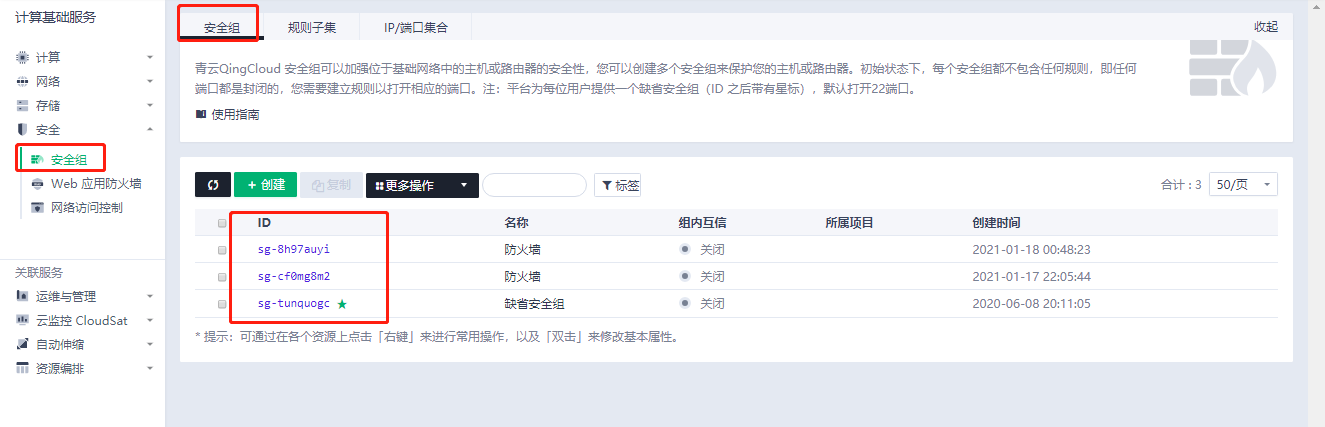 计算基础服务
计算
网络
存储
安全
安全组
Web 应用防火墙
网络访问控制
关联服务
运维与管理
云监控 CloudSat
自动伸缩
资源编排
安全组 规则子集 IP/端口集合 收起
青云QingCloud 安全组可以加强位于基础网络中的主机或路由器的安全性，您可以创建多个安全组来保护您的主机或路由器。初始状态下，每个安全组都不包含任何规则，即任何
端口都是封闭的，您需要建立规则以打开相应的端口。注：平台为每位用户提供一个缺省安全组（ID 之后带有星标），默认打开22端口。
使用指南
+ 创建 复制 更多操作 标签 合计 : 3 50/页
ID 名称 组内互信 所属项目 创建时间
sg-8h97auyi 防火墙 关闭 2021-01-18 00:48:23
sg-cf0mg8m2 防火墙 关闭 2021-01-17 22:05:44
sg-tunquogc ★ 缺省安全组 关闭 2020-06-08 20:11:05
* 提示：可通过在各个资源上点击「右键」来进行常用操作，以及「双击」来修改基本属性。